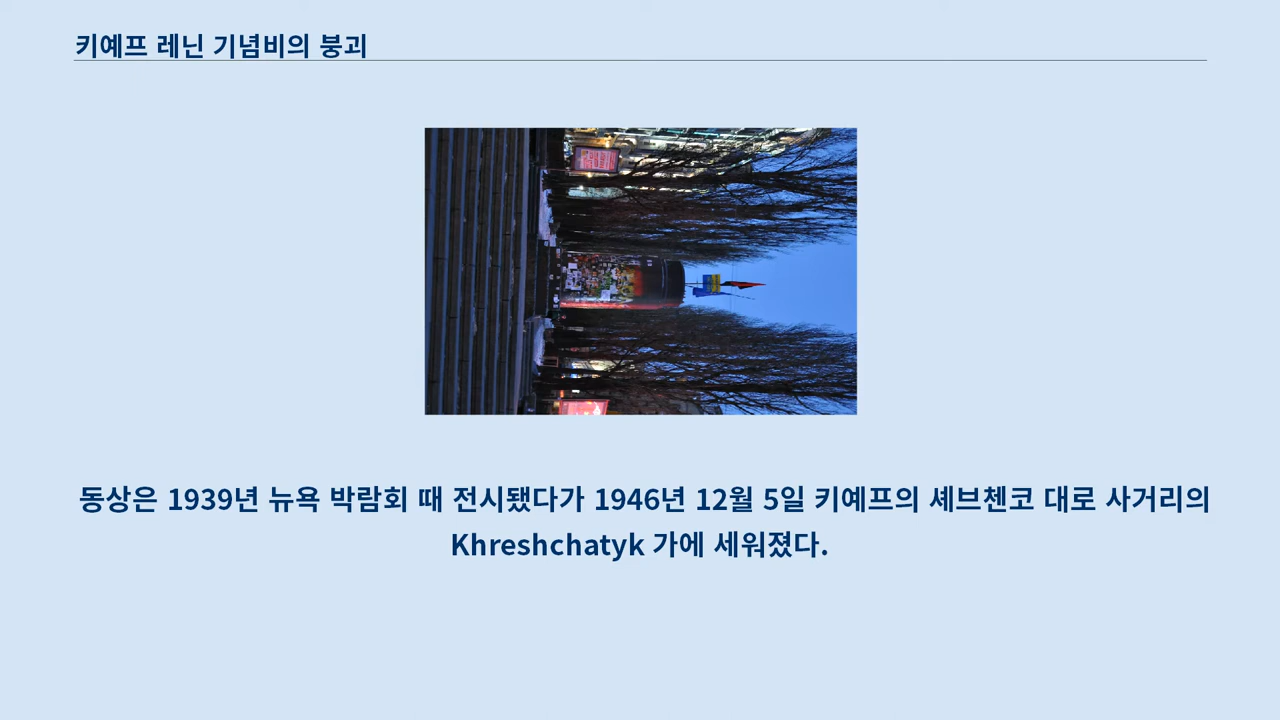 키예프 레닌 기념비의 붕괴
동상은 1939년 뉴욕 박람회 때 전시됐다가 1946년 12월 5일 키예프의 셰브첸코 대로 사거리의
Khreshchatyk 가에 세워졌다.